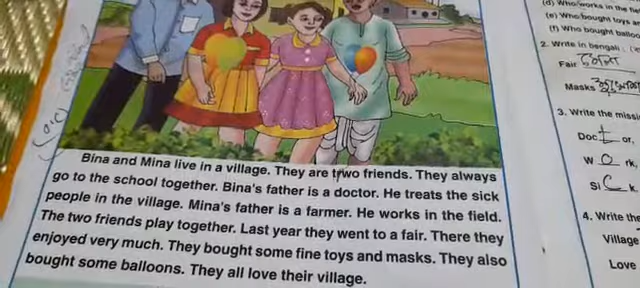 Bina and Mina live in a village. They are two friends. They always
go to the school together. Bina's father is a doctor. He treats the sick
people in the village. Mina's father is a farmer. He works in the field.
The two friends play together. Last year they went to a fair. There they
enjoyed very much. They bought some fine toys and masks. They also
bought some balloons. They all love their village.
(d) Who works in the
(e) Who bought toys
(f) Who bought
2. Write in bengali :
Fair
Masks
3. Write the
Doc t or,
W o rk,
Si c k
4. Write the
Village
Love